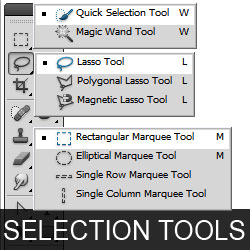 Quick Selection Tool W
Magic Wand Tool W
Lasso Tool L
Polygonal Lasso Tool L
Magnetic Lasso Tool L
Rectangular Marquee Tool M
Elliptical Marquee Tool M
Single Row Marquee Tool
Single Column Marquee Tool
SELECTION TOOLS